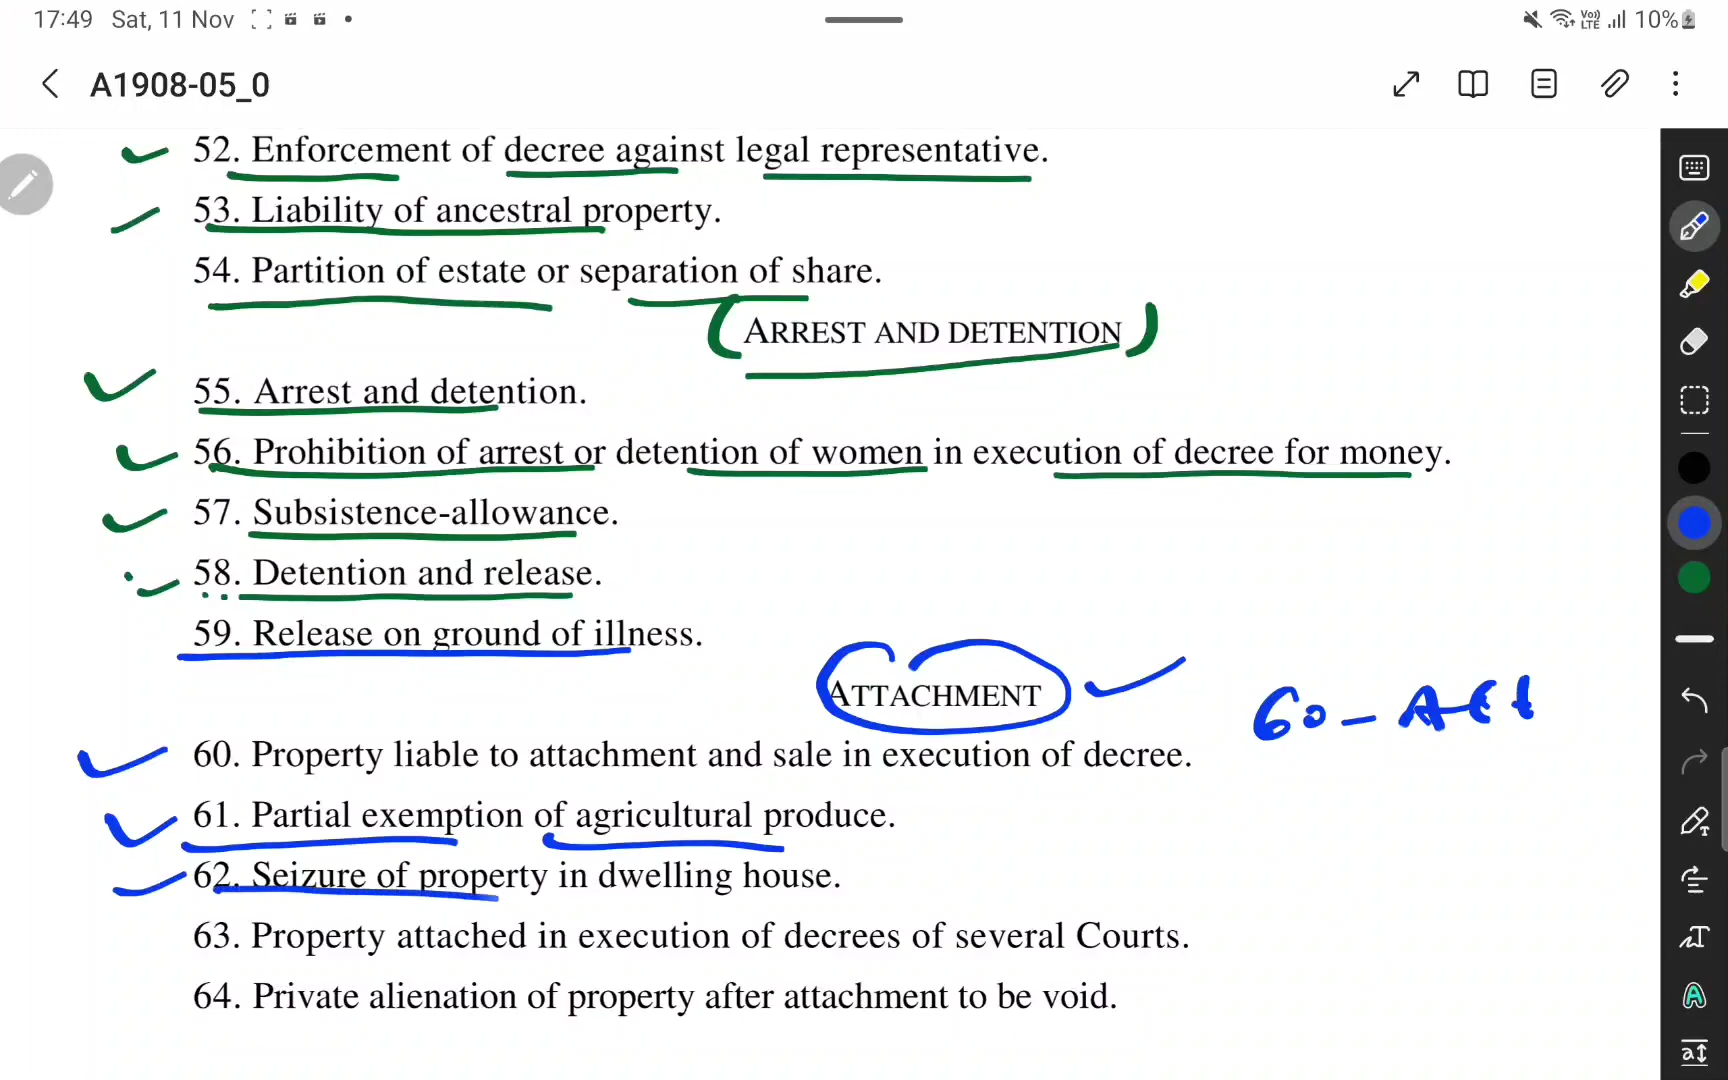 17:49 Sat, 11 Nov 10%
A1908-05_0
52. Enforcement of decree against legal representative.
53. Liability of ancestral property.
54. Partition of estate or separation of share.
ARREST AND DETENTION
55. Arrest and detention.
56. Prohibition of arrest or detention of women in execution of decree for money.
57. Subsistence-allowance.
58. Detention and release.
59. Release on ground of illness.
ATTACHMENT
60 -
60. Property liable to attachment and sale in execution of decree.
61. Partial exemption of agricultural produce.
62. Seizure of property in dwelling house.
63. Property attached in execution of decrees of several Courts.
64. Private alienation of property after attachment to be void.